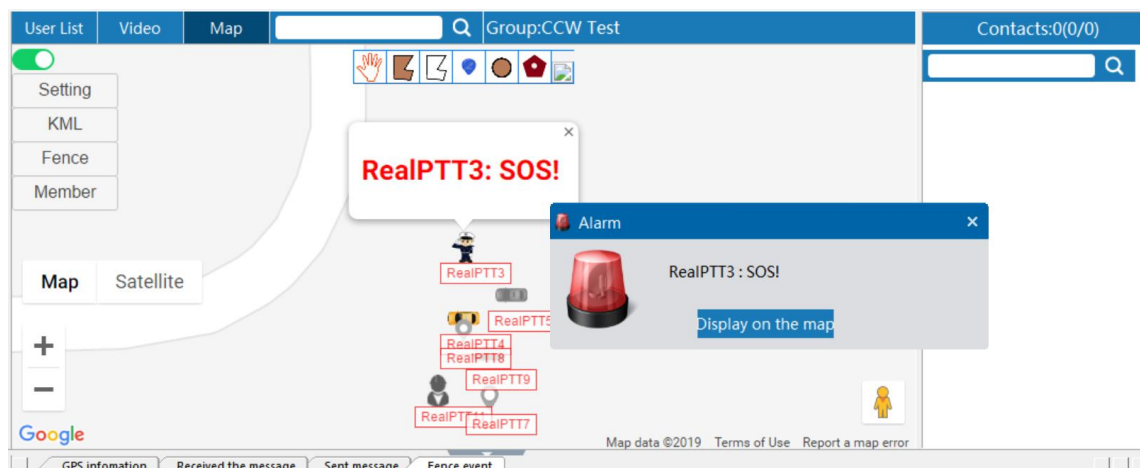 User List Video Map Group:CCW Test Contacts:0(0/0)
Setting
KML
Fence
Member
RealPTT3: SOS!
Alarm
RealPTT3 : SOS!
Display on the map
Map Satellite
RealPTT3
RealPTT5
RealPTT4
RealPTT8
RealPTT9
RealPTT7
Google
Map data ©2019 Terms of Use Report a map error
GPS infomation Received the message Sent message Fence event